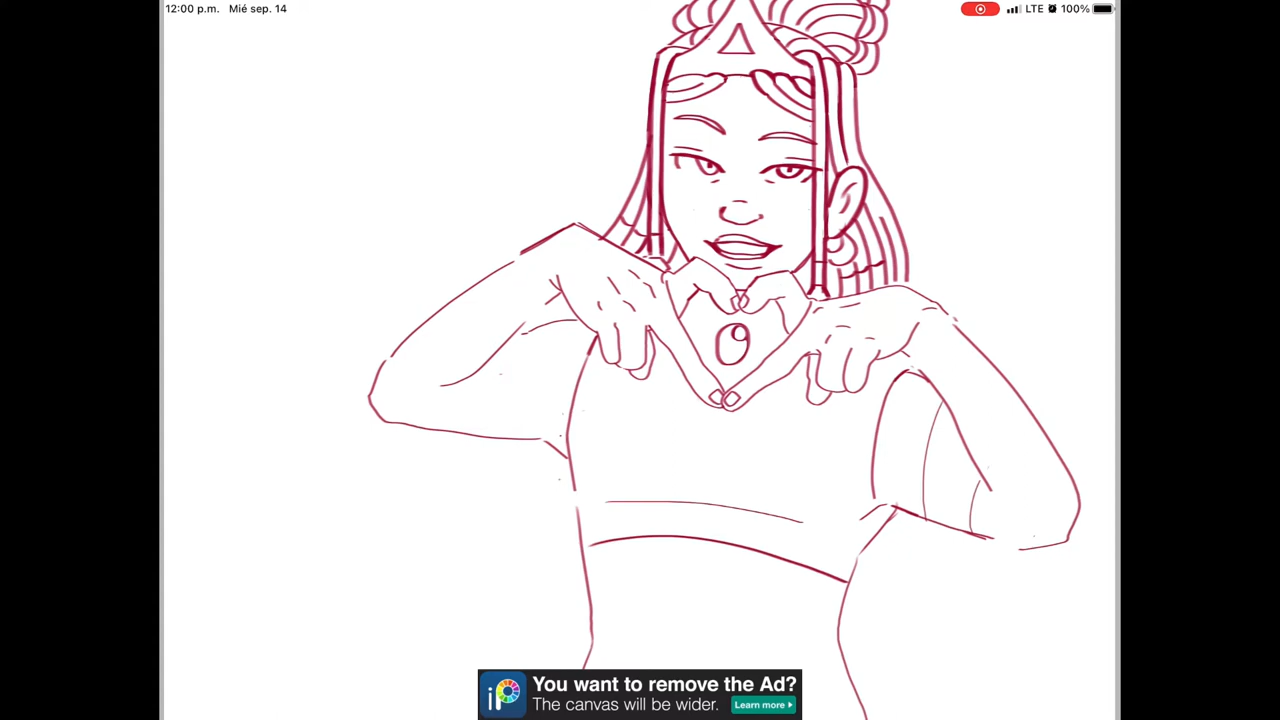 12:00 p.m. Mié sep. 14
LTE 100%
iP
You want to remove the Ad?
The canvas will be wider.
Learn more